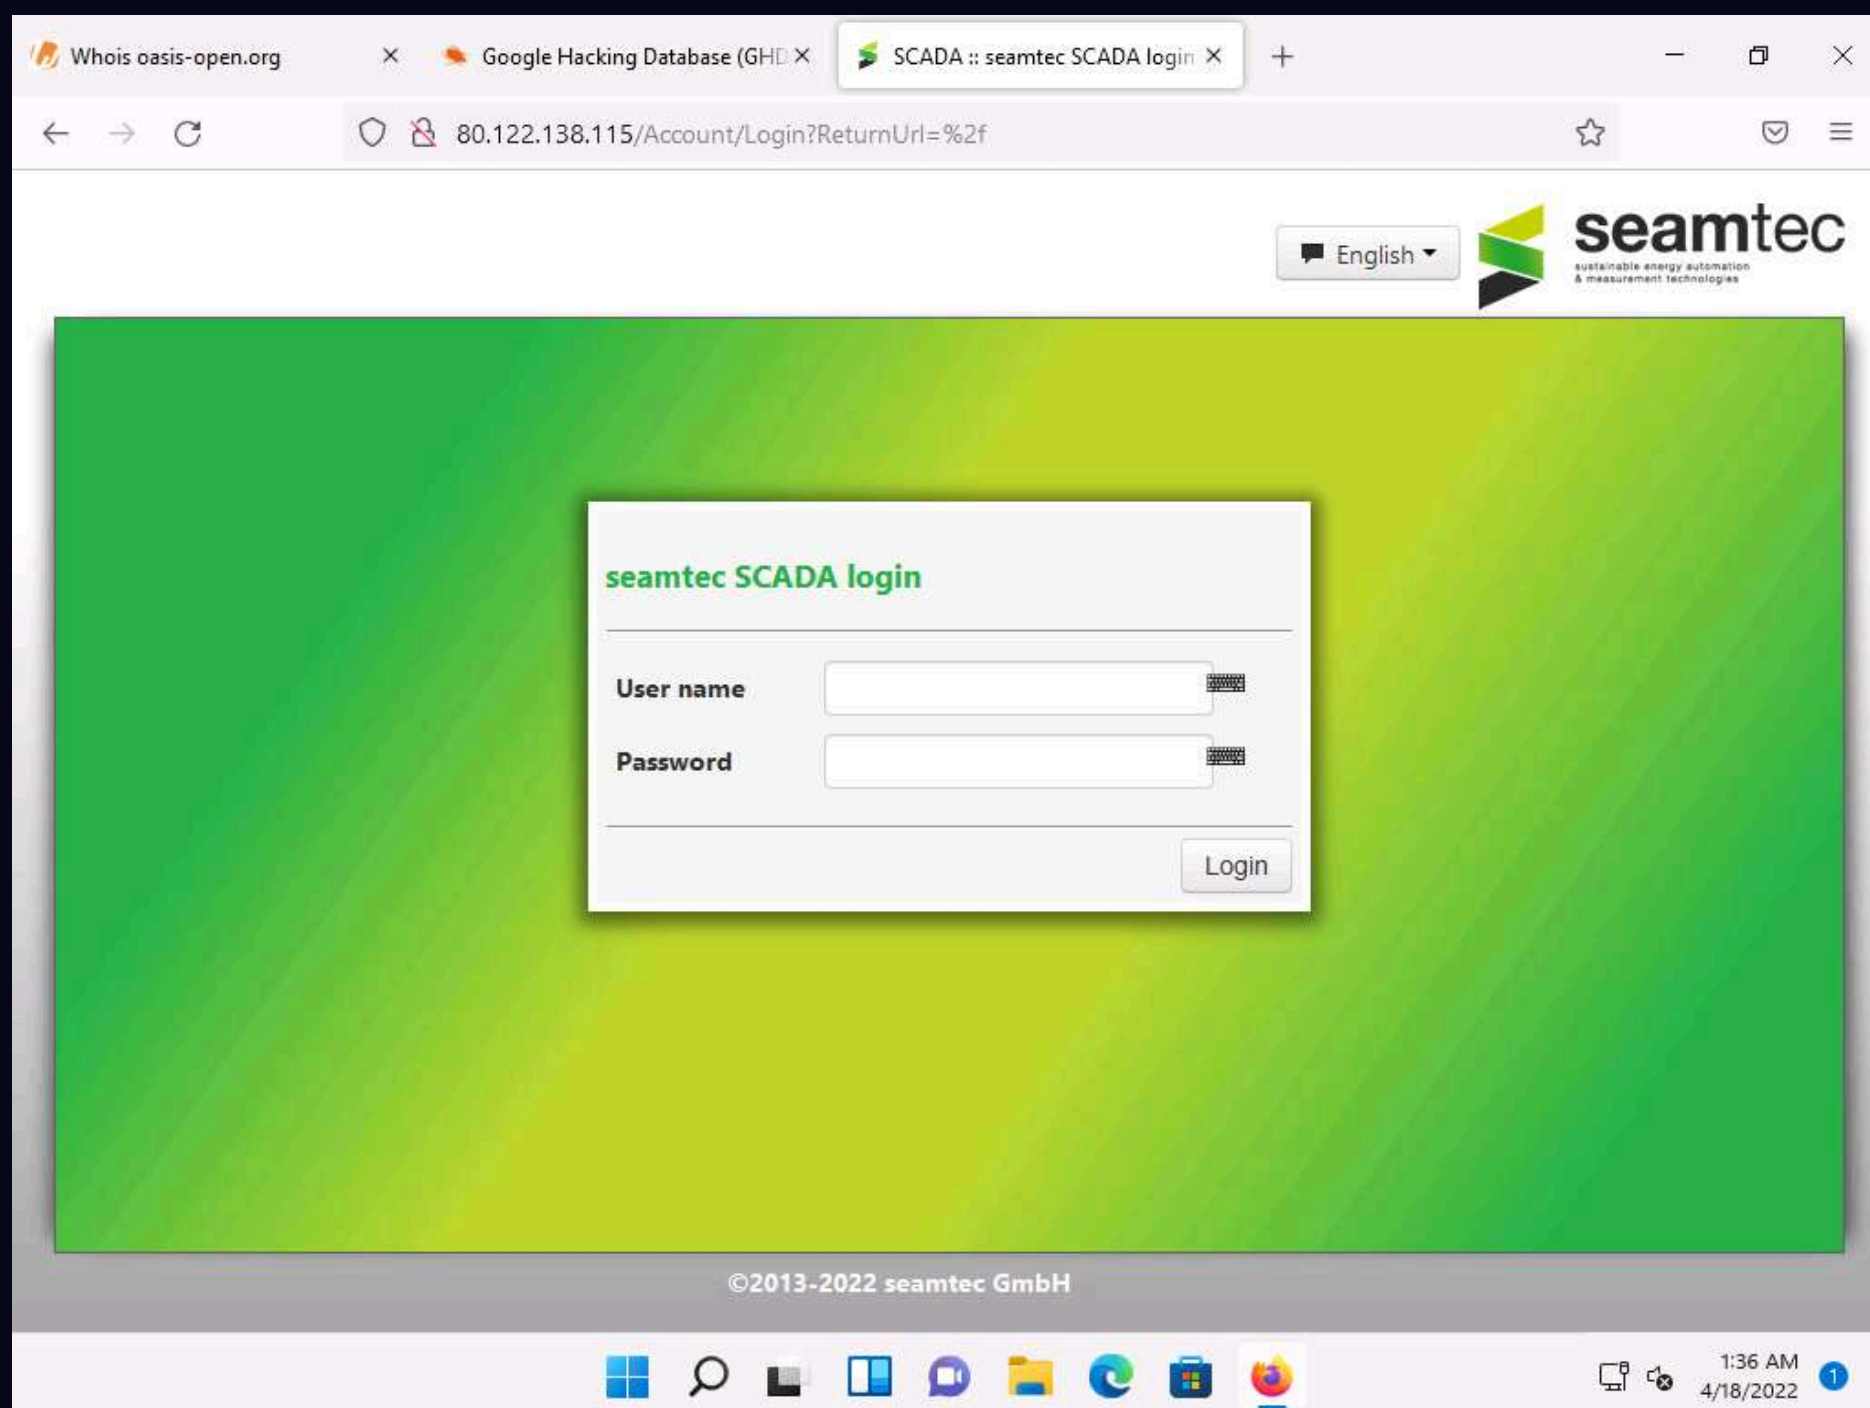 Whois oasis-open.org
Google Hacking Database (GHD
SCADA :: seamtec SCADA login
80.122.138.115/Account/Login?ReturnUrl=%2f
English
seamtec
sustainable energy automation
& measurement technologies
seamtec SCADA login
User name
Password
Login
©2013-2022 seamtec GmbH
1:36 AM
4/18/2022
1